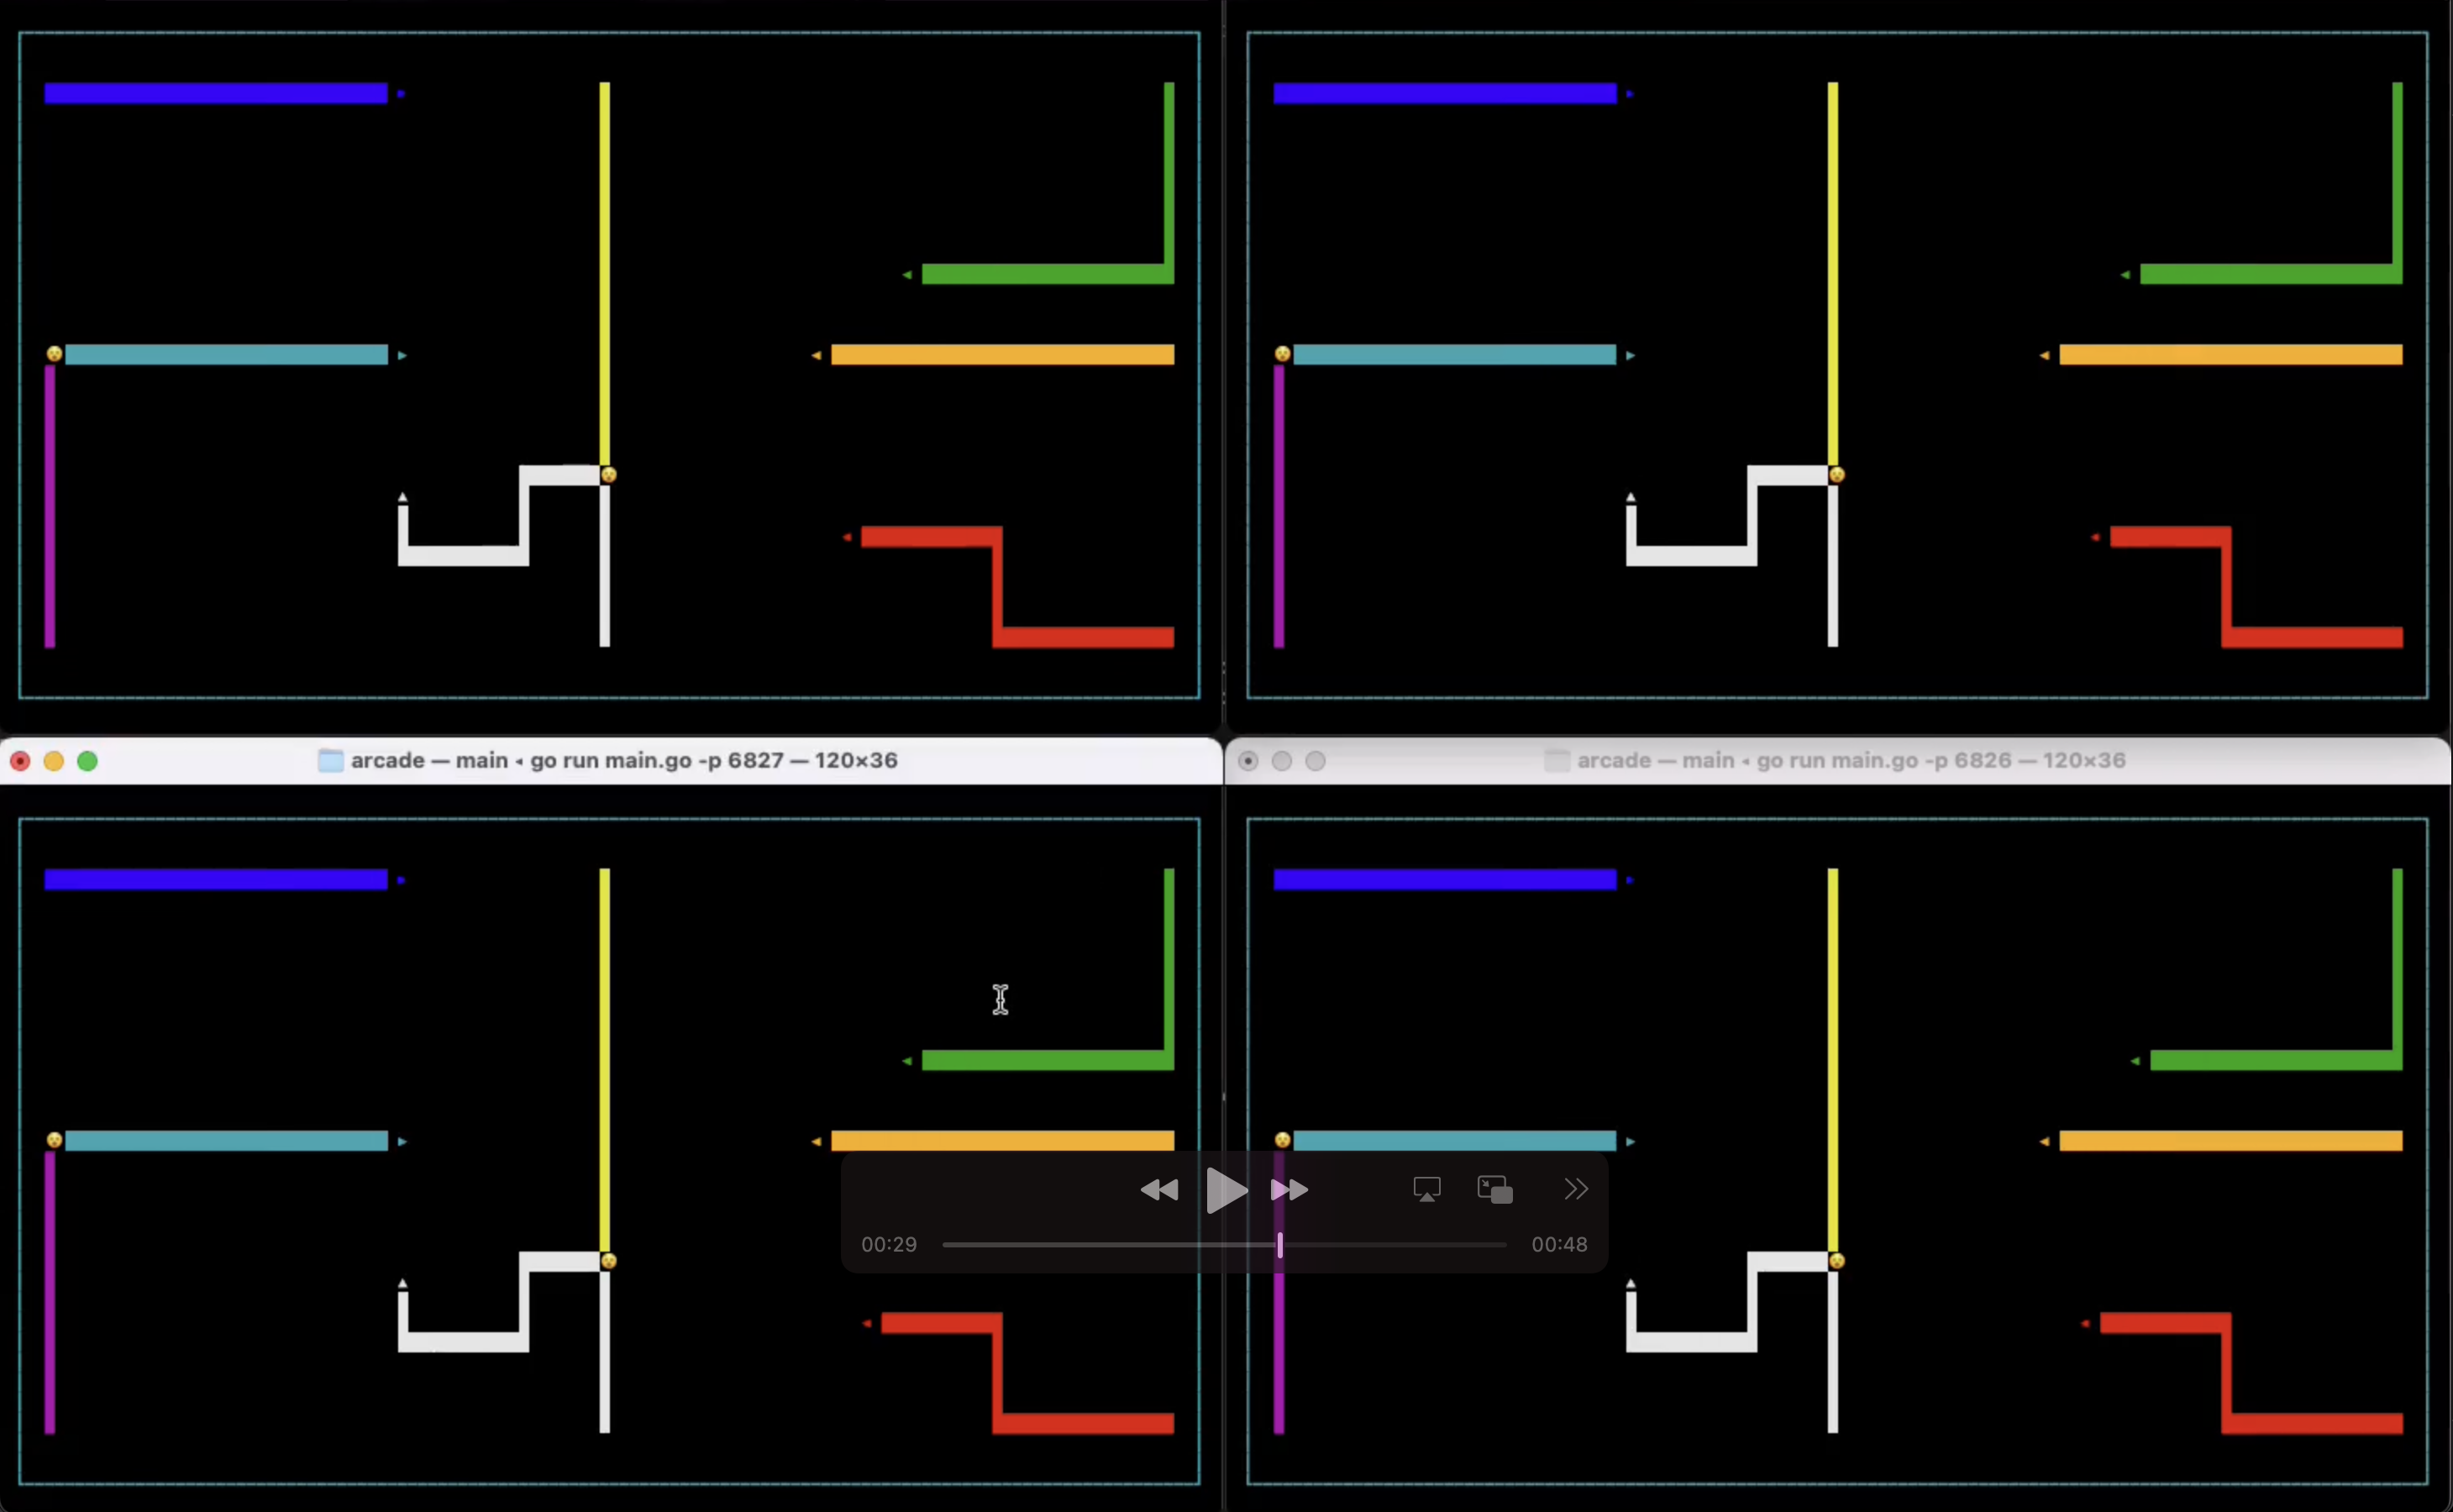 arcade — main ◂ go run main.go -p 6827 — 120×36
arcade — main ◂ go run main.go -p 6826 — 120×36
00:29
00:48